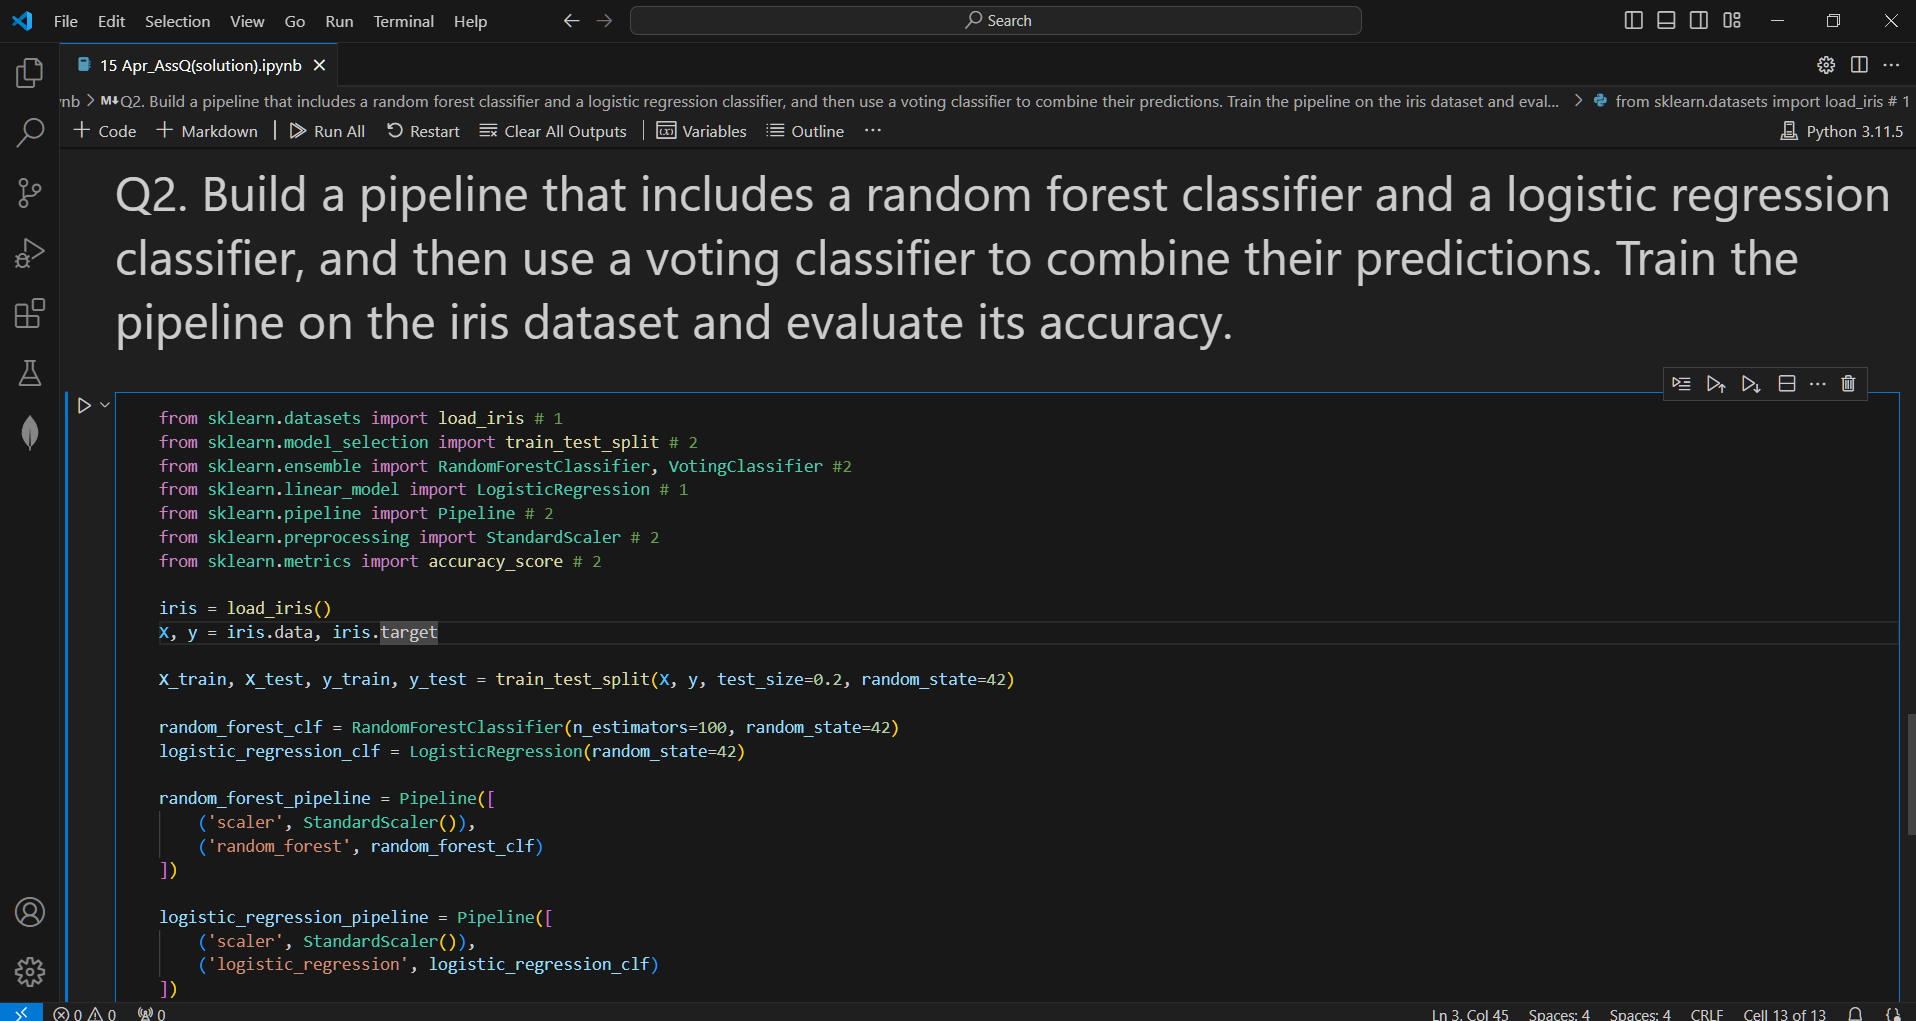 File Edit Selection View Go Run Terminal Help Search
15 Apr_AssQ(solution).ipynb
nb > M↓Q2. Build a pipeline that includes a random forest classifier and a logistic regression classifier, and then use a voting classifier to combine their predictions. Train the pipeline on the iris dataset and eval... > from sklearn.datasets import load_iris # 1
+ Code + Markdown | Run All Restart Clear All Outputs | Variables Outline ... Python 3.11.5
Q2. Build a pipeline that includes a random forest classifier and a logistic regression
classifier, and then use a voting classifier to combine their predictions. Train the
pipeline on the iris dataset and evaluate its accuracy.
from sklearn.datasets import load_iris # 1
from sklearn.model_selection import train_test_split # 2
from sklearn.ensemble import RandomForestClassifier, VotingClassifier #2
from sklearn.linear_model import LogisticRegression # 1
from sklearn.pipeline import Pipeline # 2
from sklearn.preprocessing import StandardScaler # 2
from sklearn.metrics import accuracy_score # 2
iris = load_iris()
X, y = iris.data, iris.target
X_train, X_test, y_train, y_test = train_test_split(X, y, test_size=0.2, random_state=42)
random_forest_clf = RandomForestClassifier(n_estimators=100, random_state=42)
logistic_regression_clf = LogisticRegression(random_state=42)
random_forest_pipeline = Pipeline([
    ('scaler', StandardScaler()),
    ('random_forest', random_forest_clf)
])
logistic_regression_pipeline = Pipeline([
    ('scaler', StandardScaler()),
    ('logistic_regression', logistic_regression_clf)
])
0 0 0 Ln 3, Col 45 Spaces: 4 Spaces: 4 CRLF Cell 13 of 13